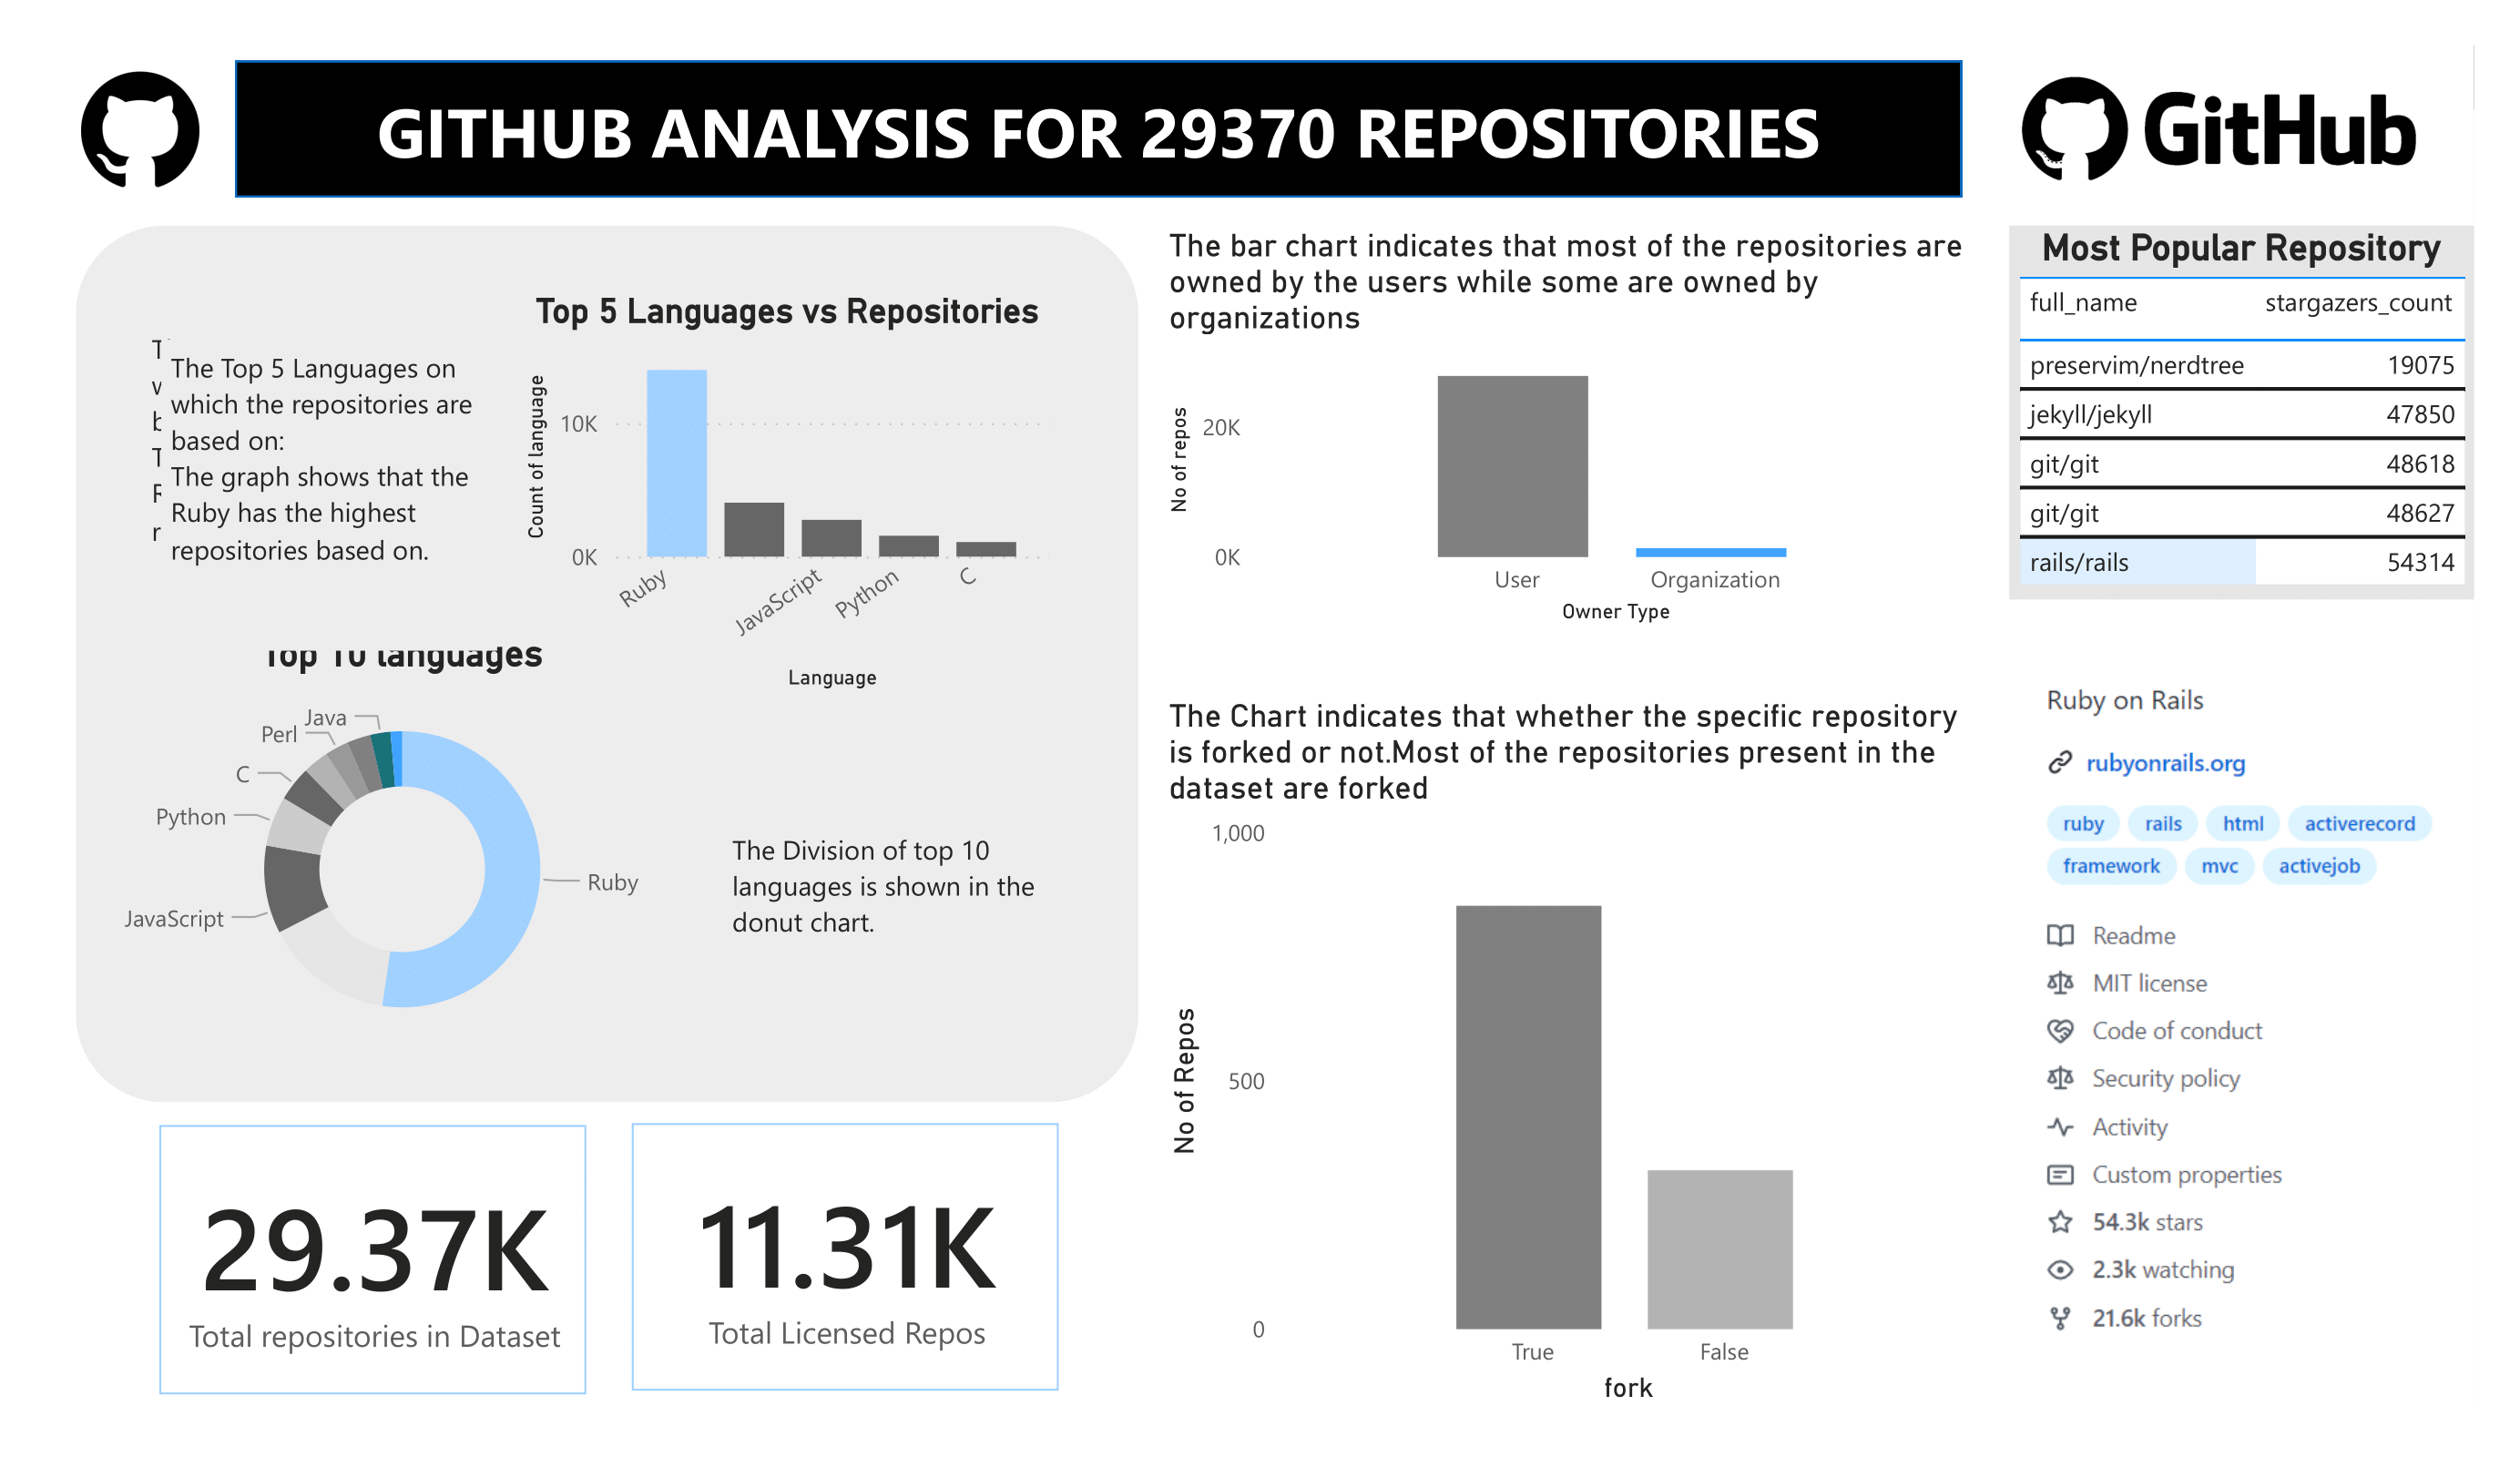 GITHUB ANALYSIS FOR 29370 REPOSITORIES
GitHub
Top 5 Languages vs Repositories
The Top 5 Languages on
which the repositories are
based on:
The graph shows that the
Ruby has the highest
repositories based on.
Count of language
10K
0K
Ruby
JavaScript
Python
C
Language
Top 10 languages
Java
Perl
C
Python
JavaScript
Ruby
The Division of top 10
languages is shown in the
donut chart.
29.37K
Total repositories in Dataset
11.31K
Total Licensed Repos
The bar chart indicates that most of the repositories are
owned by the users while some are owned by
organizations
No of repos
20K
0K
User
Organization
Owner Type
The Chart indicates that whether the specific repository
is forked or not.Most of the repositories present in the
dataset are forked
No of Repos
1,000
500
0
True
False
fork
Most Popular Repository
full_name stargazers_count
preservim/nerdtree 19075
jekyll/jekyll 47850
git/git 48618
git/git 48627
rails/rails 54314
Ruby on Rails
rubyonrails.org
ruby rails html activerecord
framework mvc activejob
Readme
MIT license
Code of conduct
Security policy
Activity
Custom properties
54.3k stars
2.3k watching
21.6k forks